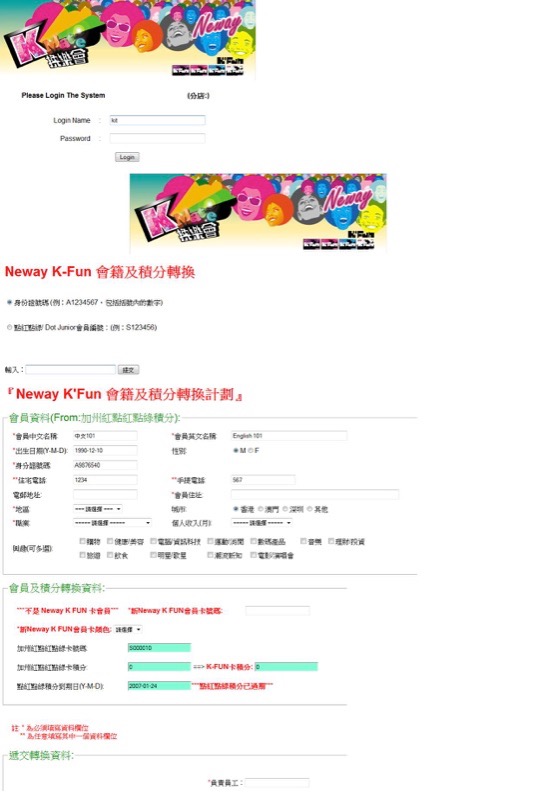 K
Neway
K'Fun
K'Fun
K'Fun
K'Fun
Please Login The System
(分店:)
Login Name :
kit
Password :
Login
Neway
K'Fun
K'Fun
K'Fun
K'Fun
Neway K-Fun 會籍及積分轉換
身份證號碼 (例：A1234567，包括括號內的數字)
點紅點綠/ Dot Junior會員編號：(例：S123456)
輸入：
提交
『Neway K'Fun 會籍及積分轉換計劃』
會員資料(From:加州紅點紅點綠積分):
*會員中文名稱
中文101
*會員英文名稱
English 101
*出生日期(Y-M-D):
1990-12-10
性別:
M F
*身分證號碼
A9876540
**住宅電話
1234
**手提電話
567
電郵地址:
*會員住址:
*地區
---請選擇---
城市:
香港 澳門 深圳 其他
*職業:
-----請選擇-----
個人收入(月):
-----請選擇-----
興趣(可多選):
購物 健康/美容 電腦/資訊科技 運動/消閒 數碼產品 音樂 理財/投資
旅遊 飲食 明星/歌星 潮流新知 電影/演唱會
會員及積分轉換資料:
***不是 Neway K FUN 卡會員***
*新Neway K FUN會員卡號碼:
*新Neway K FUN會員卡顏色:
請選擇
加州紅點紅點綠卡號碼
S000010
加州紅點紅點綠卡積分
0
==> K-FUN卡積分:
0
點紅點綠積分到期日(Y-M-D):
2007-01-24
***點紅點綠積分已過期***
註: * 為必須填寫資料欄位
** 為任意填寫其中一個資料欄位
遞交轉換資料:
*負責員工：